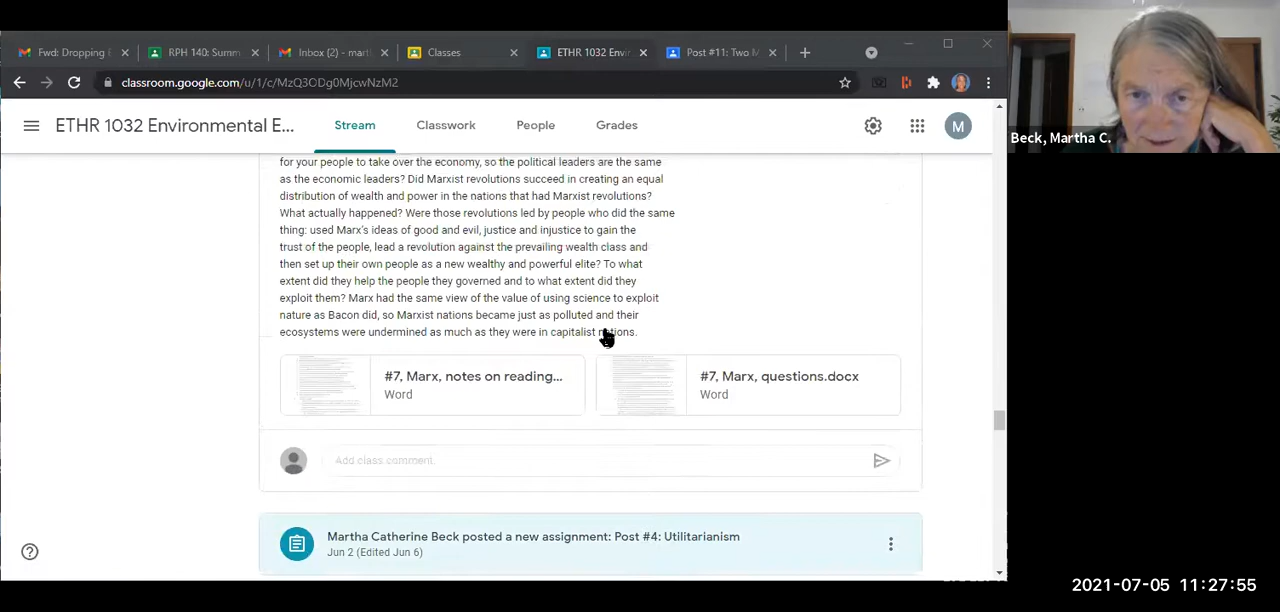 Fwd: Dropping
RPH 140: Summ
Inbox (2) - mart
Classes
ETHR 1032 Envir
Post #11: Two M
classroom.google.com/u/1/c/MzQ3ODg0MjcwNzM2
ETHR 1032 Environmental E...
Stream
Classwork
People
Grades
M
Beck, Martha C.
for your people to take over the economy, so the political leaders are the same
as the economic leaders? Did Marxist revolutions succeed in creating an equal
distribution of wealth and power in the nations that had Marxist revolutions?
What actually happened? Were those revolutions led by people who did the same
thing: used Marx's ideas of good and evil, justice and injustice to gain the
trust of the people, lead a revolution against the prevailing wealth class and
then set up their own people as a new wealthy and powerful elite? To what
extent did they help the people they governed and to what extent did they
exploit them? Marx had the same view of the value of using science to exploit
nature as Bacon did, so Marxist nations became just as polluted and their
ecosystems were undermined as much as they were in capitalist nations.
#7, Marx, notes on reading...
Word
#7, Marx, questions.docx
Word
Add class comment.
Martha Catherine Beck posted a new assignment: Post #4: Utilitarianism
Jun 2 (Edited Jun 6)
2021-07-05 11:27:55